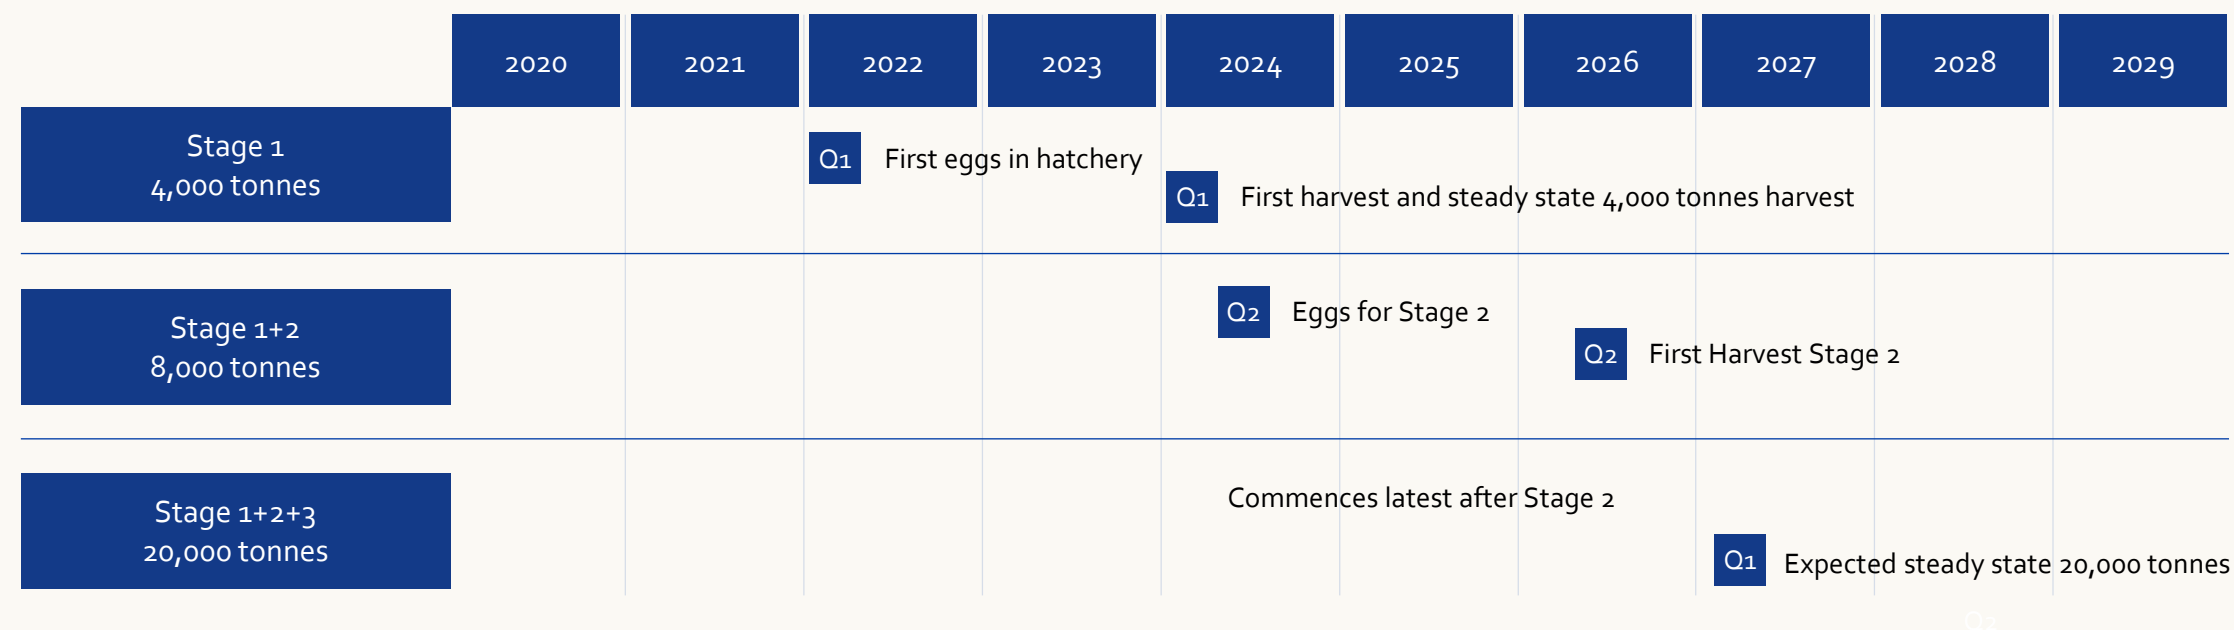 2020 2021 2022 2023 2024 2025 2026 2027 2028 2029
Stage 1
4,000 tonnes
Q1 First eggs in hatchery
Q1 First harvest and steady state 4,000 tonnes harvest
Stage 1+2
8,000 tonnes
Q2 Eggs for Stage 2
Q2 First Harvest Stage 2
Stage 1+2+3
20,000 tonnes
Commences latest after Stage 2
Q1 Expected steady state 20,000 tonnes
Q2